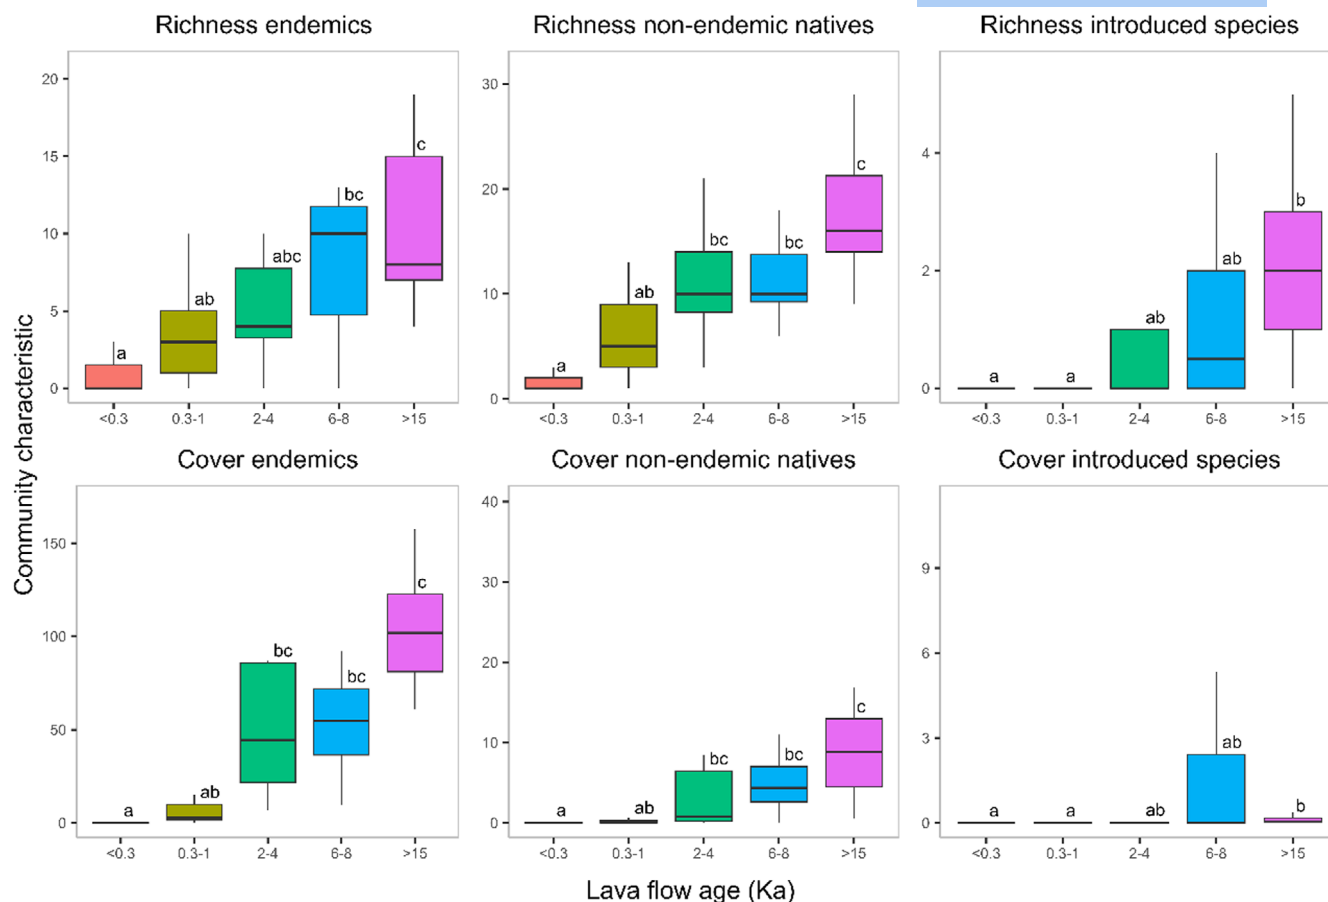 Richness endemics
Richness non-endemic natives
Richness introduced species
20
15
10
5
0
a
ab
abc
bc
c
<0.3
0.3-1
2-4
6-8
>15
30
20
10
0
a
ab
bc
bc
c
<0.3
0.3-1
2-4
6-8
>15
4
2
0
a
a
ab
ab
b
<0.3
0.3-1
2-4
6-8
>15
Community characteristic
Cover endemics
Cover non-endemic natives
Cover introduced species
150
100
50
0
a
ab
bc
bc
c
<0.3
0.3-1
2-4
6-8
>15
40
30
20
10
0
a
ab
bc
bc
c
<0.3
0.3-1
2-4
6-8
>15
9
6
3
0
a
a
ab
ab
b
<0.3
0.3-1
2-4
6-8
>15
Lava flow age (Ka)